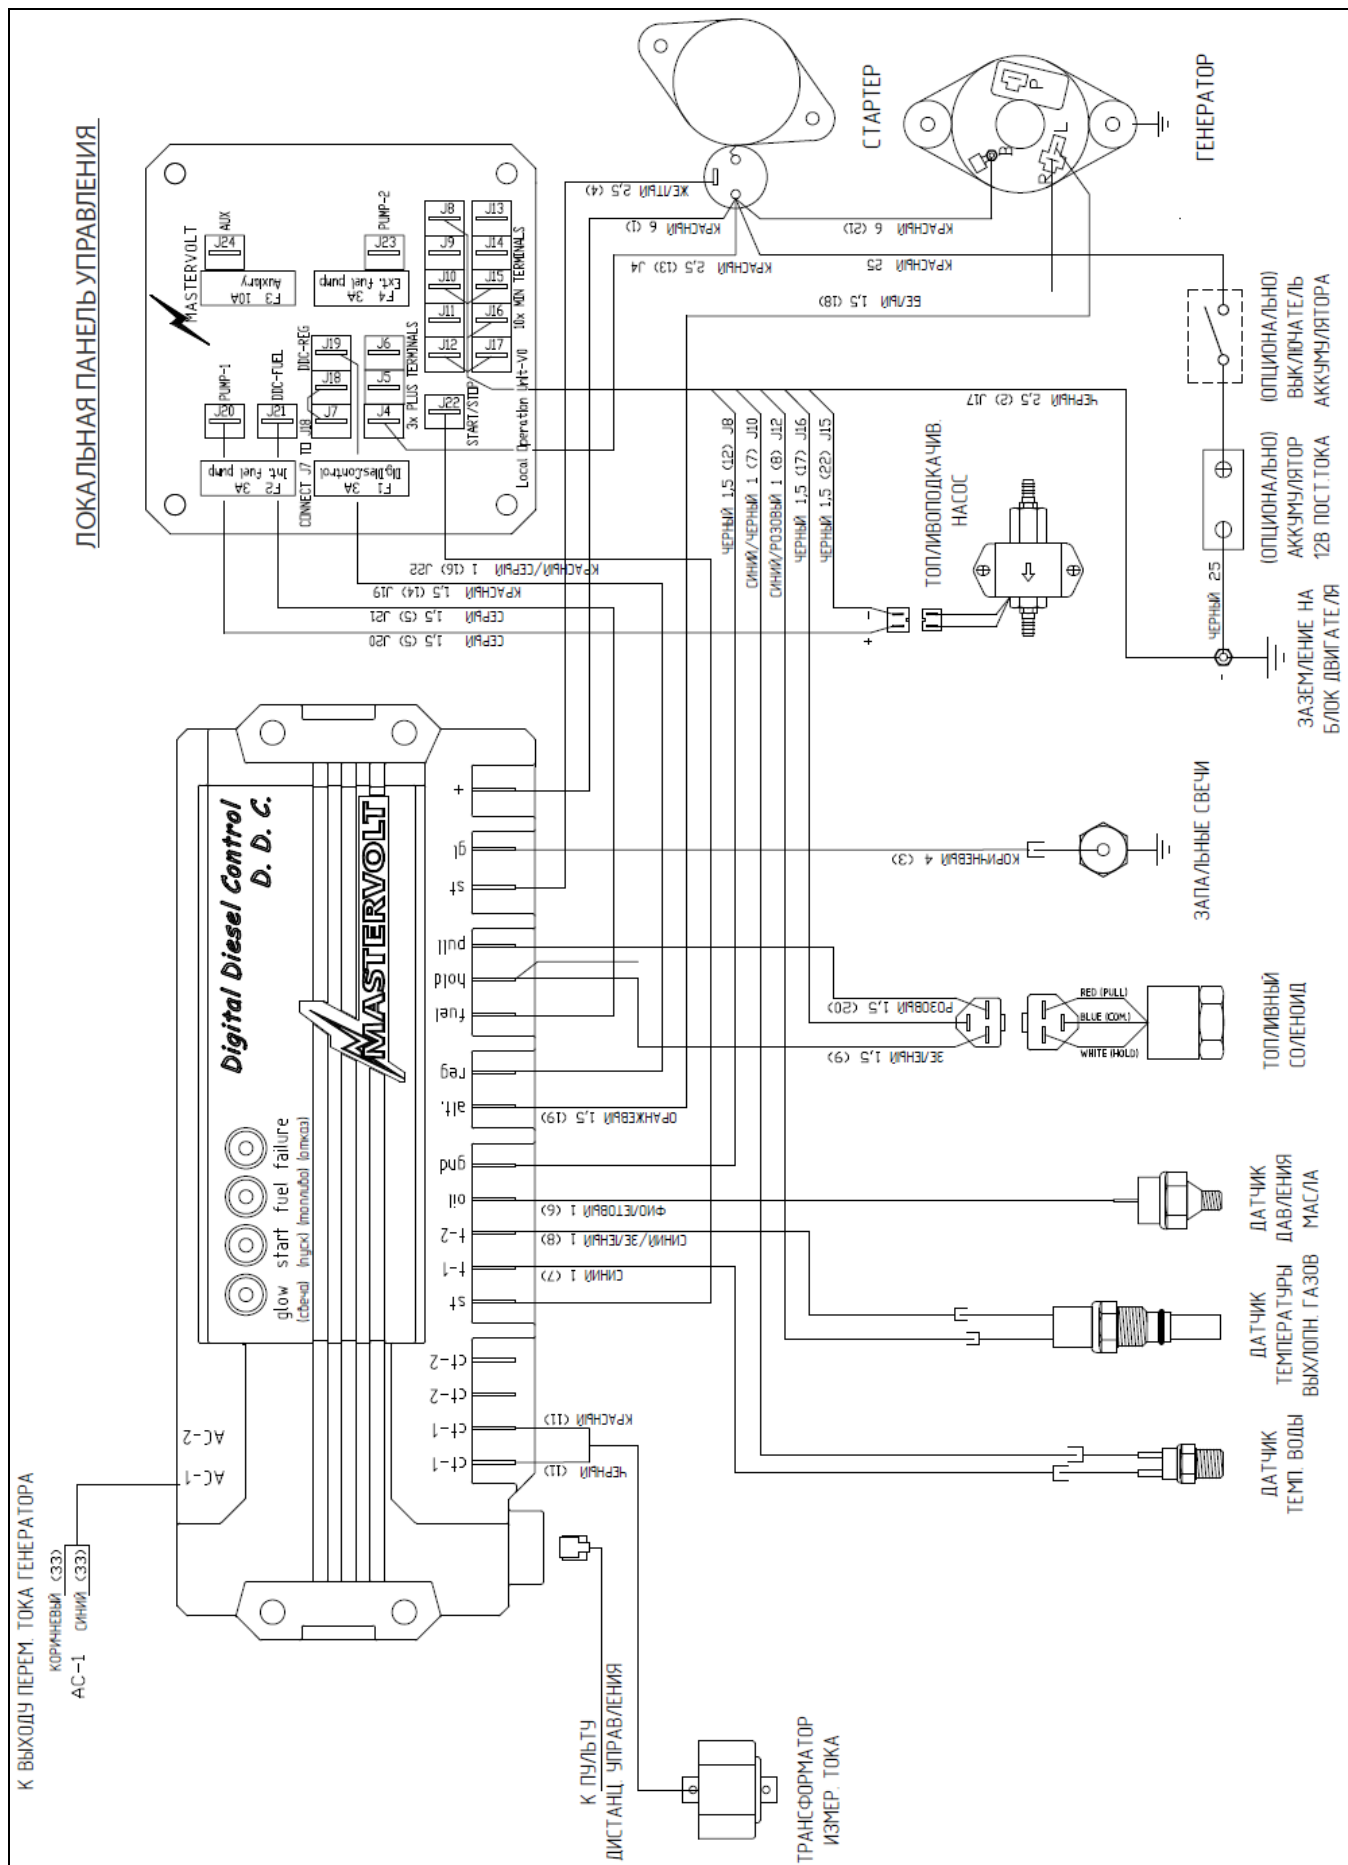 К ВЫХОДУ ПЕРЕМ. ТОКА ГЕНЕРАТОРА
КОРИЧНЕВЫЙ (33)
AC-1 СИНИЙ (33)
AC-1
AC-2
Digital Diesel Control
D. D. C.
MASTERVOLT
glow start fuel failure
(свеча) (пуск) (топливо) (отказ)
ct-1
ct-1
ct-2
ct-2
st
t-1
t-2
oil
gnd
alt.
reg
fuel
hold
pull
st
gl
+
ЧЕРНЫЙ (11)
КРАСНЫЙ (11)
СИНИЙ 1 (7)
СИНИЙ/ЗЕЛЕНЫЙ 1 (8)
ФИОЛЕТОВЫЙ 1 (6)
ОРАНЖЕВЫЙ 1,5 (19)
ЛОКАЛЬНАЯ ПАНЕЛЬ УПРАВЛЕНИЯ
MASTERVOLT
J24 AUX
F3 10A
Auxiary
J23 PUMP-2
F4 3A
Ext. fuel pump
J20 PUMP-1
J21 DDC-FUEL
F2 3A
Int. fuel pump
CONNECT J7 TO J18
J7
J18
J19 DDC-REG
F1 3A
Dig.Dies.Control
J4
J5
J6
3x PLUS TERMINALS
J22
START/STOP
J12
J11
J10
J9
J8
J17
J16
J15
J14
J13
10x MIN TERMINALS
Local Operation Unit-V0
КРАСНЫЙ/СЕРЫЙ 1 (16) J22
КРАСНЫЙ 1,5 (14) J19
СЕРЫЙ 1,5 (5) J21
СЕРЫЙ 1,5 (5) J20
ЖЕЛТЫЙ 2,5 (4)
КРАСНЫЙ 6 (1)
КРАСНЫЙ 2,5 (13) J4
КРАСНЫЙ 6 (21)
КРАСНЫЙ 25
БЕЛЫЙ 1,5 (18)
ЧЕРНЫЙ 2,5 (2) J17
ЧЕРНЫЙ 1,5 (12) J8
СИНИЙ/ЧЕРНЫЙ 1 (7) J10
СИНИЙ/РОЗОВЫЙ 1 (8) J12
ЧЕРНЫЙ 1,5 (17) J16
ЧЕРНЫЙ 1,5 (22) J15
СТАРТЕР
P
B
R
L
ГЕНЕРАТОР
(ОПЦИОНАЛЬНО)
ВЫКЛЮЧАТЕЛЬ
АККУМУЛЯТОРА
(ОПЦИОНАЛЬНО)
АККУМУЛЯТОР
12В ПОСТ.ТОКА
ЧЕРНЫЙ 25
-
ЗАЗЕМЛЕНИЕ НА
БЛОК ДВИГАТЕЛЯ
ТОПЛИВОПОДКАЧИВ.
НАСОС
+ -
КОРИЧНЕВЫЙ 4 (3)
ЗАПАЛЬНЫЕ СВЕЧИ
РОЗОВЫЙ 1,5 (20)
ЗЕЛЕНЫЙ 1,5 (9)
RED (PULL)
BLUE (COM.)
WHITE (HOLD)
ТОПЛИВНЫЙ
СОЛЕНОИД
ДАТЧИК
ДАВЛЕНИЯ
МАСЛА
ДАТЧИК
ТЕМПЕРАТУРЫ
ВЫХЛОПН. ГАЗОВ
ДАТЧИК
ТЕМП. ВОДЫ
К ПУЛЬТУ
ДИСТАНЦ. УПРАВЛЕНИЯ
ТРАНСФОРМАТОР
ИЗМЕР. ТОКА